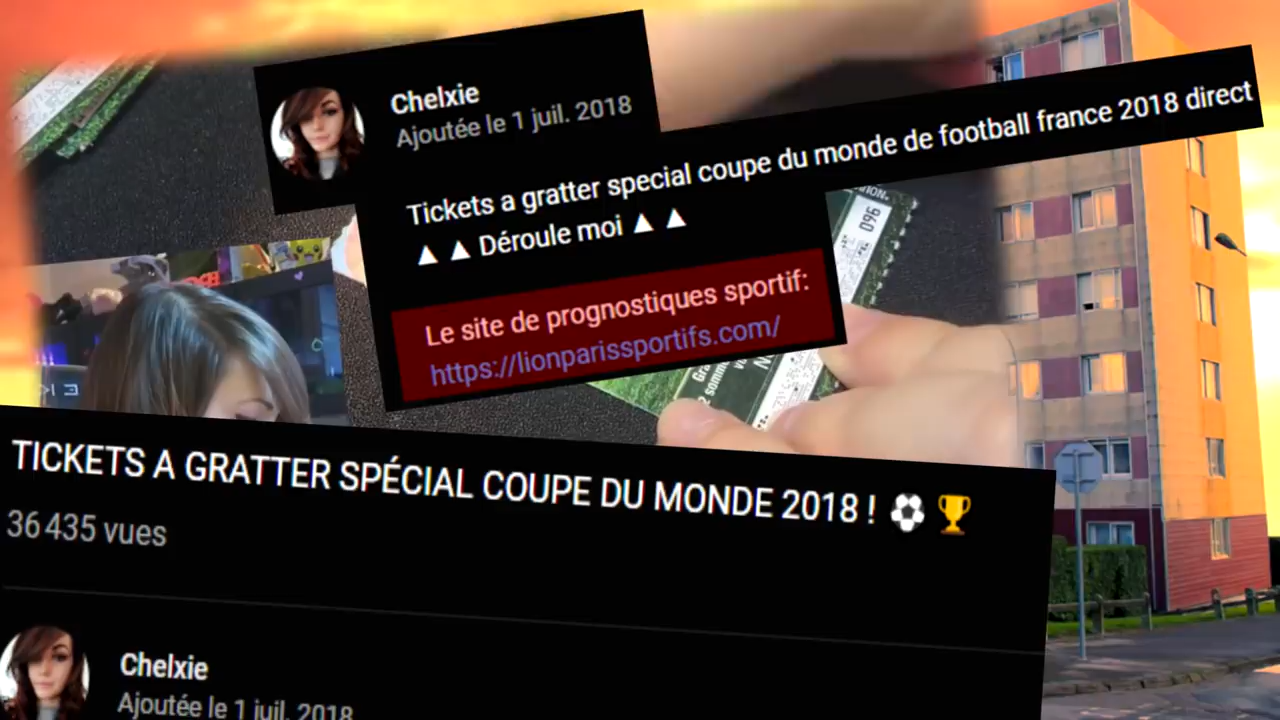 Chelxie
Ajoutée le 1 juil. 2018
Tickets a gratter special coupe du monde de football france 2018 direct
▲ ▲ Déroule moi ▲ ▲
Le site de prognostiques sportif:
https://lionparissportifs.com/
096
TICKETS A GRATTER SPÉCIAL COUPE DU MONDE 2018 ! ⚽ 🏆
36 435 vues
Chelxie
Ajoutée le 1 juil. 2018